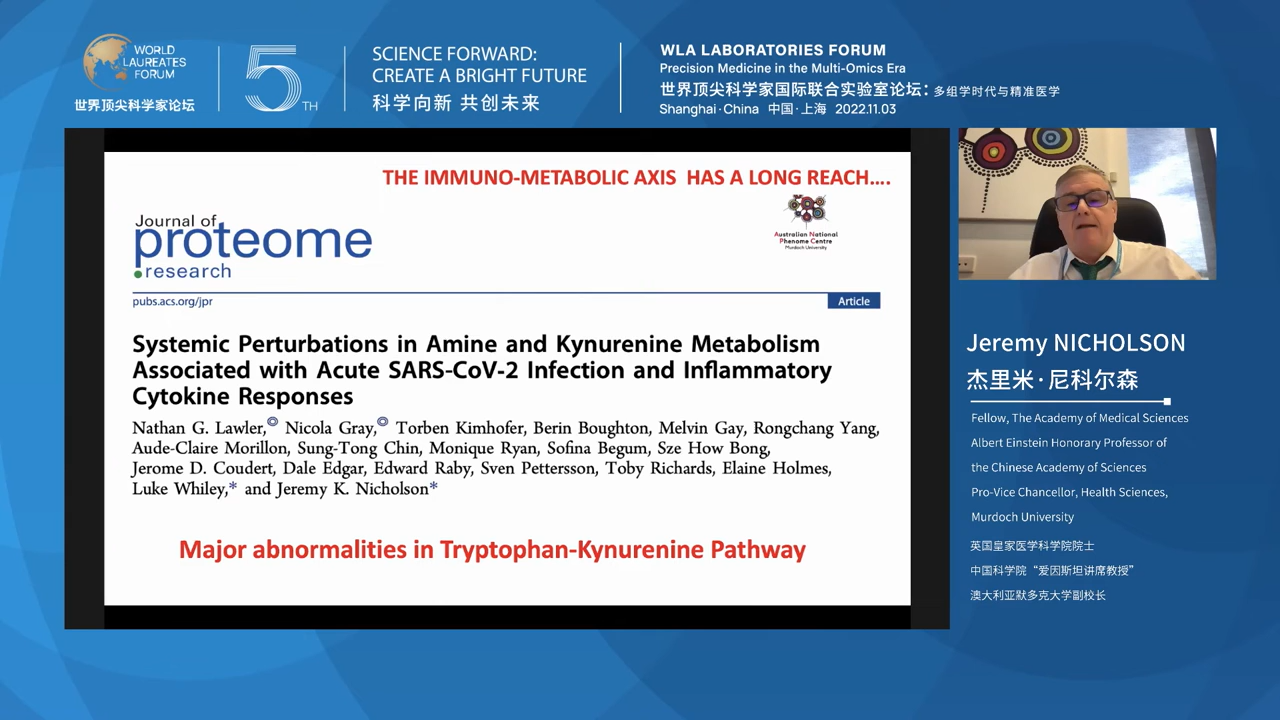 WORLD
LAUREATES
FORUM
世界顶尖科学家论坛
5TH
SCIENCE FORWARD:
CREATE A BRIGHT FUTURE
科学向新 共创未来
WLA LABORATORIES FORUM
Precision Medicine in the Multi-Omics Era
世界顶尖科学家国际联合实验室论坛：多组学时代与精准医学
Shanghai·China 中国·上海 2022.11.03
THE IMMUNO-METABOLIC AXIS HAS A LONG REACH....
Journal of
proteome
research
Australian National
Phenome Centre
Murdoch University
pubs.acs.org/jpr
Article
Systemic Perturbations in Amine and Kynurenine Metabolism
Associated with Acute SARS-CoV-2 Infection and Inflammatory
Cytokine Responses
Nathan G. Lawler, Nicola Gray, Torben Kimhofer, Berin Boughton, Melvin Gay, Rongchang Yang,
Aude-Claire Morillon, Sung-Tong Chin, Monique Ryan, Sofina Begum, Sze How Bong,
Jerome D. Coudert, Dale Edgar, Edward Raby, Sven Pettersson, Toby Richards, Elaine Holmes,
Luke Whiley,* and Jeremy K. Nicholson*
Major abnormalities in Tryptophan-Kynurenine Pathway
Jeremy NICHOLSON
杰里米·尼科尔森
Fellow, The Academy of Medical Sciences
Albert Einstein Honorary Professor of
the Chinese Academy of Sciences
Pro-Vice Chancellor, Health Sciences,
Murdoch University
英国皇家医学科学院院士
中国科学院“爱因斯坦讲席教授”
澳大利亚默多克大学副校长